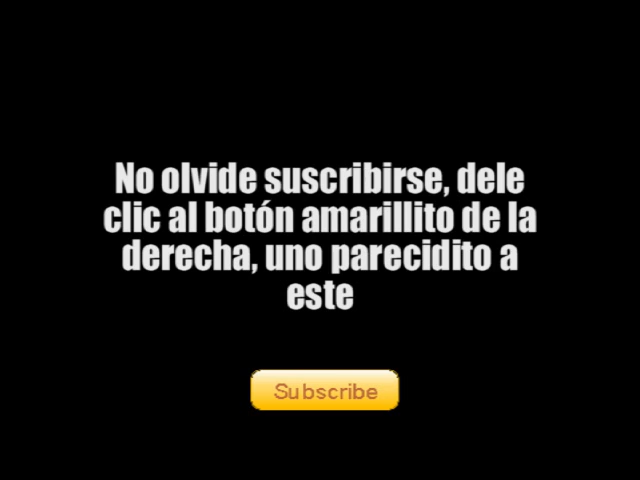 No olvide suscribirse, dele
clic al botón amarillito de la
derecha, uno parecidito a
este
Subscribe